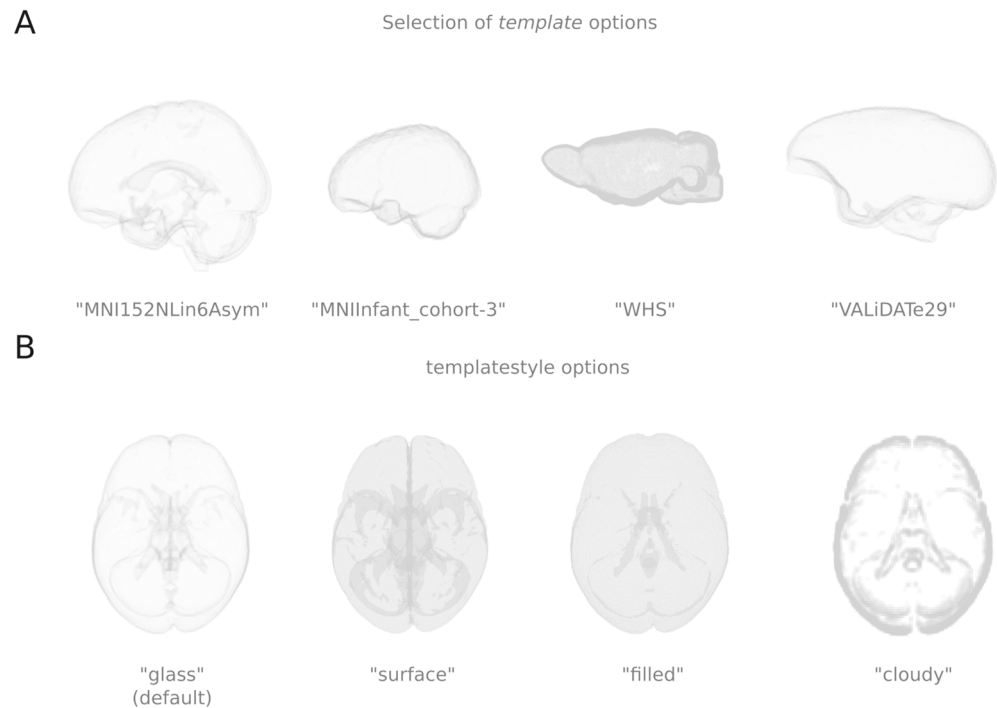 A
Selection of template options
"MNI152NLin6Asym" "MNIInfant_cohort-3" "WHS" "VALiDATe29"
B
templatestyle options
"glass" "surface" "filled" "cloudy"
(default)